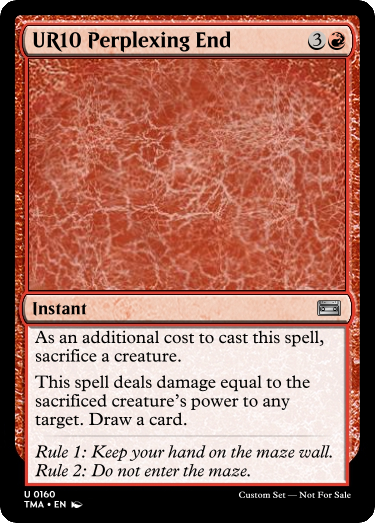 UR10 Perplexing End 3
Instant
As an additional cost to cast this spell,
sacrifice a creature.
This spell deals damage equal to the
sacrificed creature's power to any
target. Draw a card.
Rule 1: Keep your hand on the maze wall.
Rule 2: Do not enter the maze.
U 0160
TMA • EN
Custom Set — Not For Sale